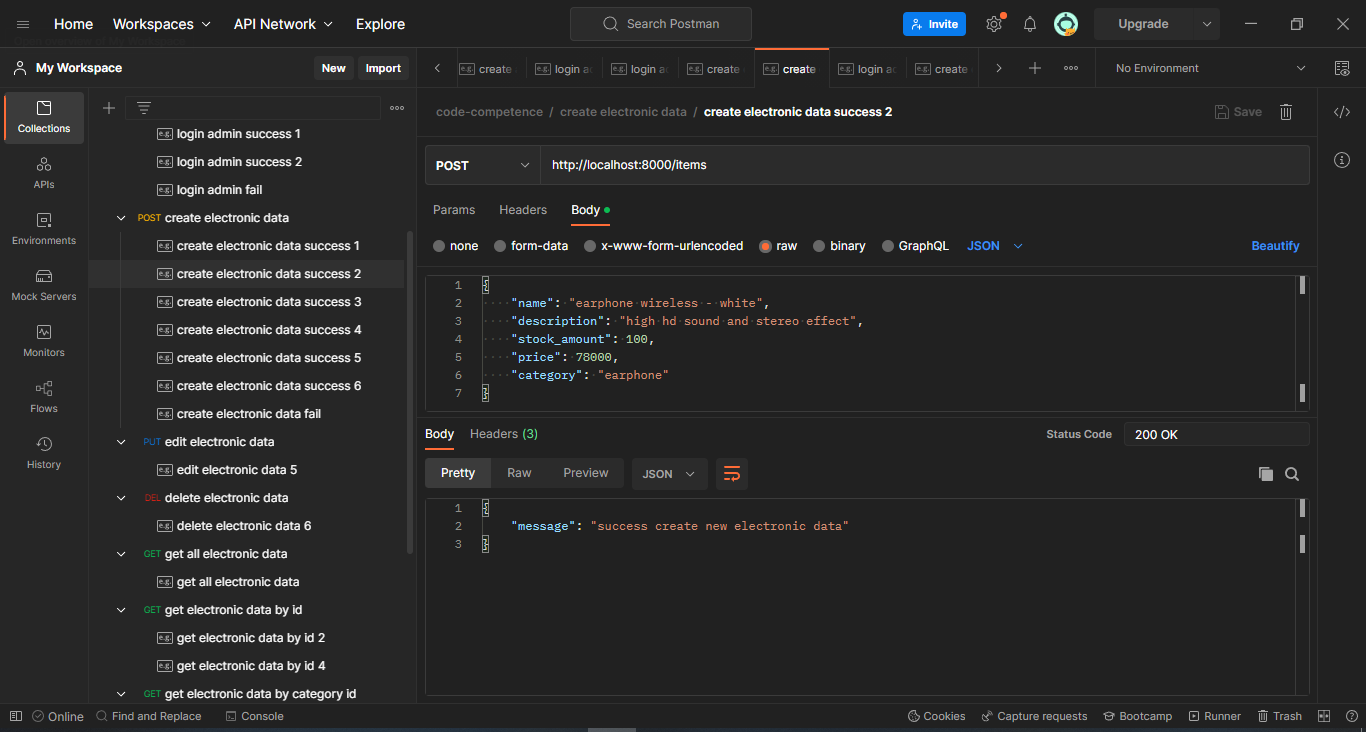 Home Workspaces API Network Explore Search Postman Invite Upgrade
My Workspace New Import
e.g. create e.g. login a e.g. login a e.g. create e.g. create e.g. login a e.g. create No Environment
Collections
APIs
Environments
Mock Servers
Monitors
Flows
History
e.g. login admin success 1
e.g. login admin success 2
e.g. login admin fail
POST create electronic data
e.g. create electronic data success 1
e.g. create electronic data success 2
e.g. create electronic data success 3
e.g. create electronic data success 4
e.g. create electronic data success 5
e.g. create electronic data success 6
e.g. create electronic data fail
PUT edit electronic data
e.g. edit electronic data 5
DEL delete electronic data
e.g. delete electronic data 6
GET get all electronic data
e.g. get all electronic data
GET get electronic data by id
e.g. get electronic data by id 2
e.g. get electronic data by id 4
GET get electronic data by category id
code-competence / create electronic data / create electronic data success 2 Save
POST http://localhost:8000/items
Params Headers Body
none form-data x-www-form-urlencoded raw binary GraphQL JSON Beautify
1 {
2 "name": "earphone wireless - white",
3 "description": "high hd sound and stereo effect",
4 "stock_amount": 100,
5 "price": 78000,
6 "category": "earphone"
7 }
Body Headers (3) Status Code 200 OK
Pretty Raw Preview JSON
1 {
2 "message": "success create new electronic data"
3 }
Online Find and Replace Console Cookies Capture requests Bootcamp Runner Trash